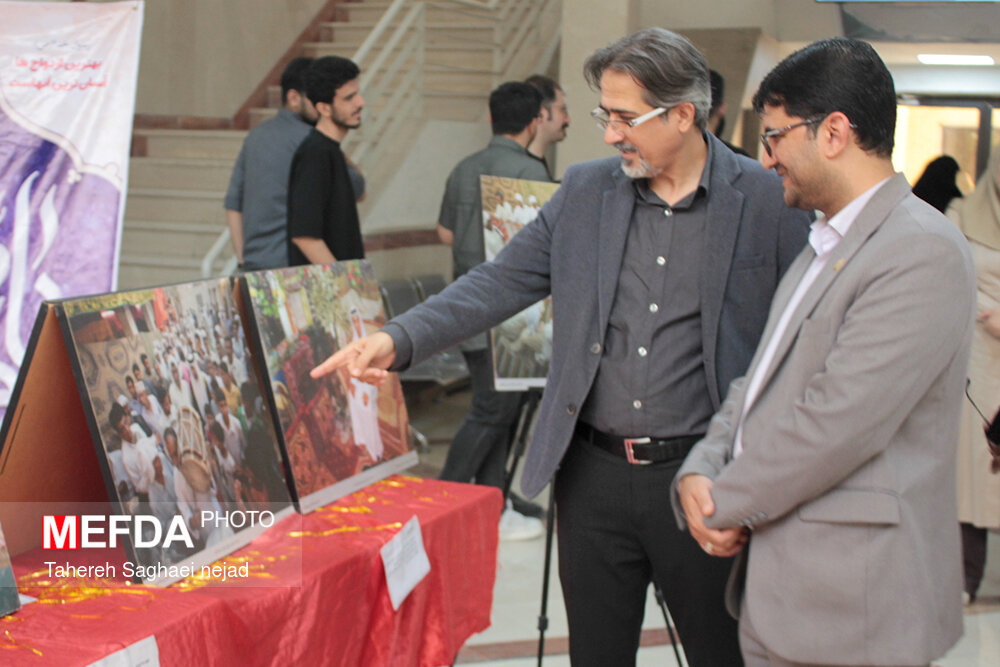 بهترین ازدواج ها
آسان ترین آنهاست
MEFDA PHOTO
Tahereh Saghaei nejad